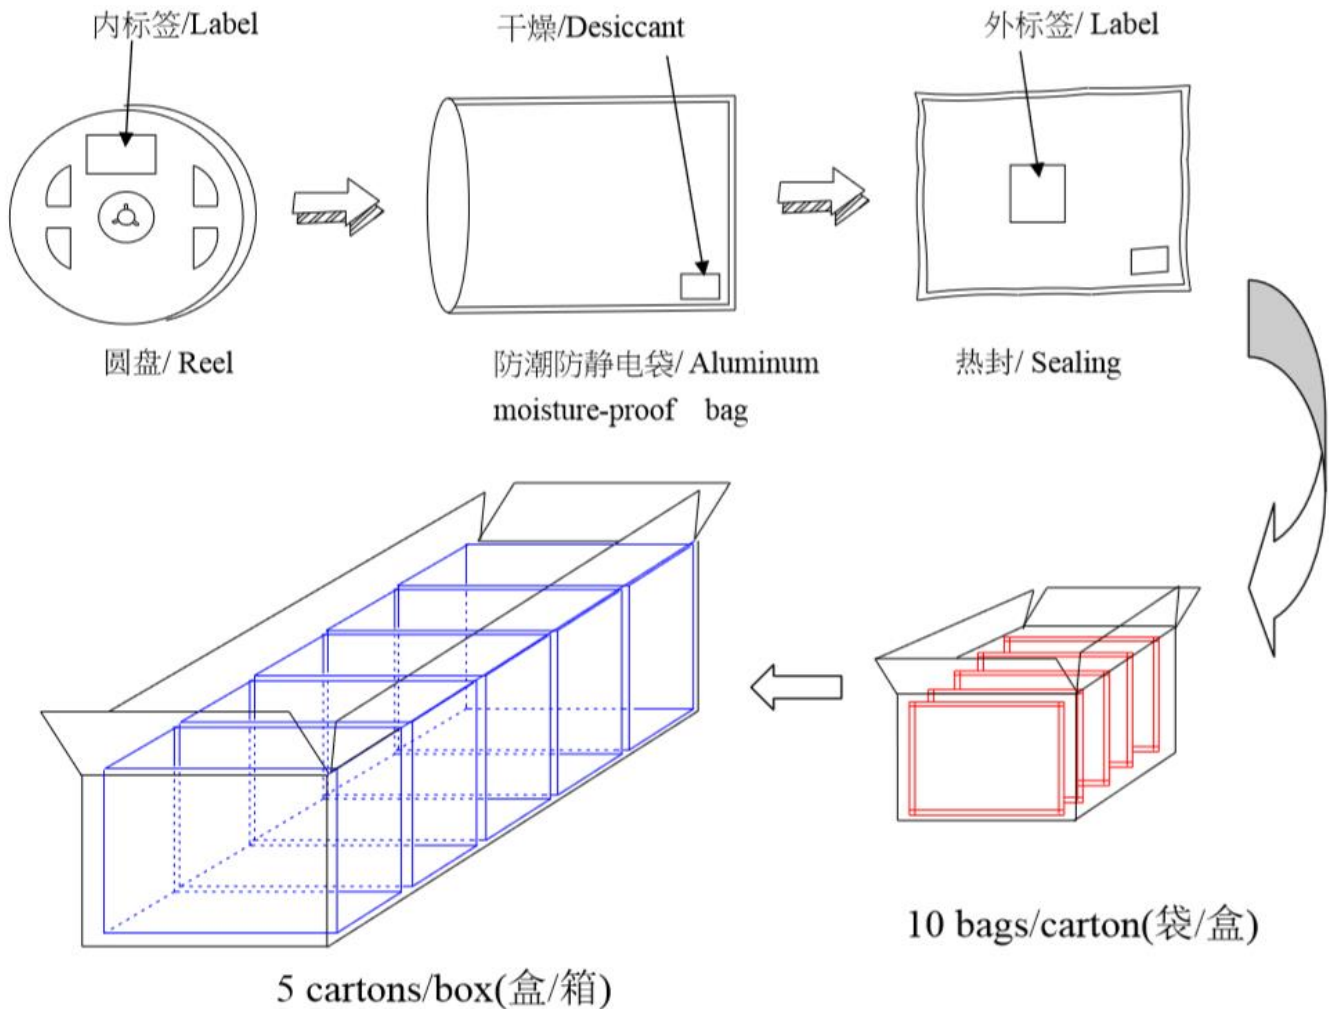 内标签/Label
干燥/Desiccant
外标签/ Label
圆盘/ Reel
防潮防静电袋/ Aluminum
moisture-proof bag
热封/ Sealing
10 bags/carton(袋/盒)
5 cartons/box(盒/箱)